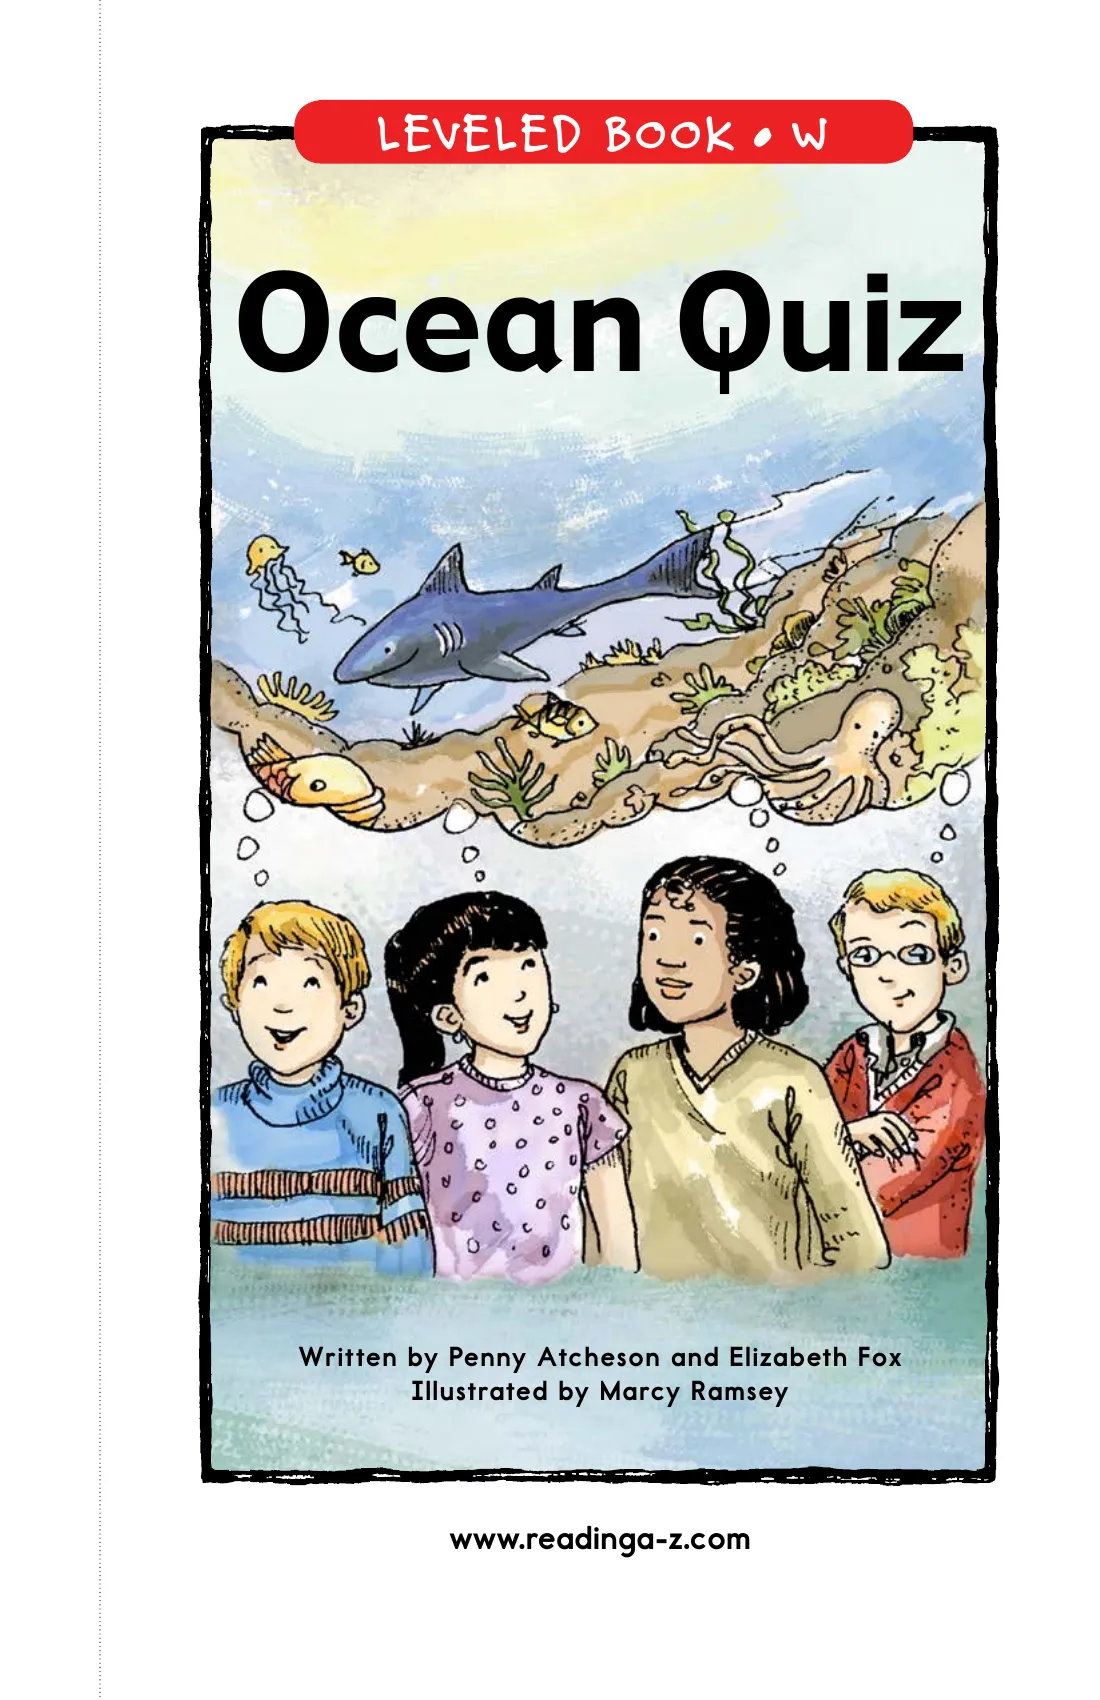 LEVELED BOOK • W
Ocean Quiz
Written by Penny Atcheson and Elizabeth Fox
Illustrated by Marcy Ramsey
www.readinga-z.com